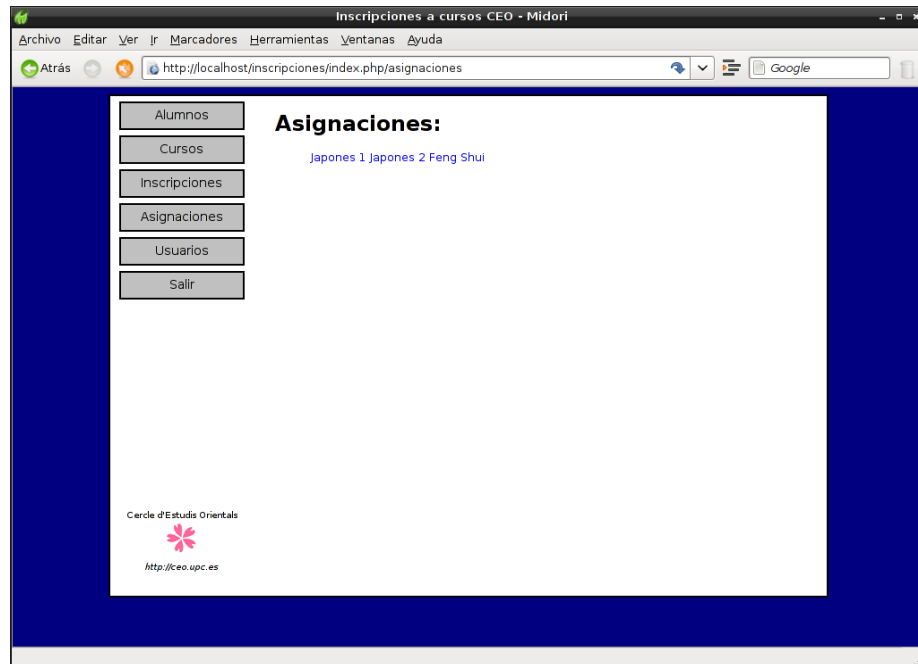 Inscripciones a cursos CEO - Midori
Archivo Editar Ver Ir Marcadores Herramientas Ventanas Ayuda
Atrás http://localhost/inscripciones/index.php/asignaciones Google
Alumnos
Cursos
Inscripciones
Asignaciones
Usuarios
Salir
Asignaciones:
Japones 1 Japones 2 Feng Shui
Cercle d'Estudis Orientals
http://ceo.upc.es